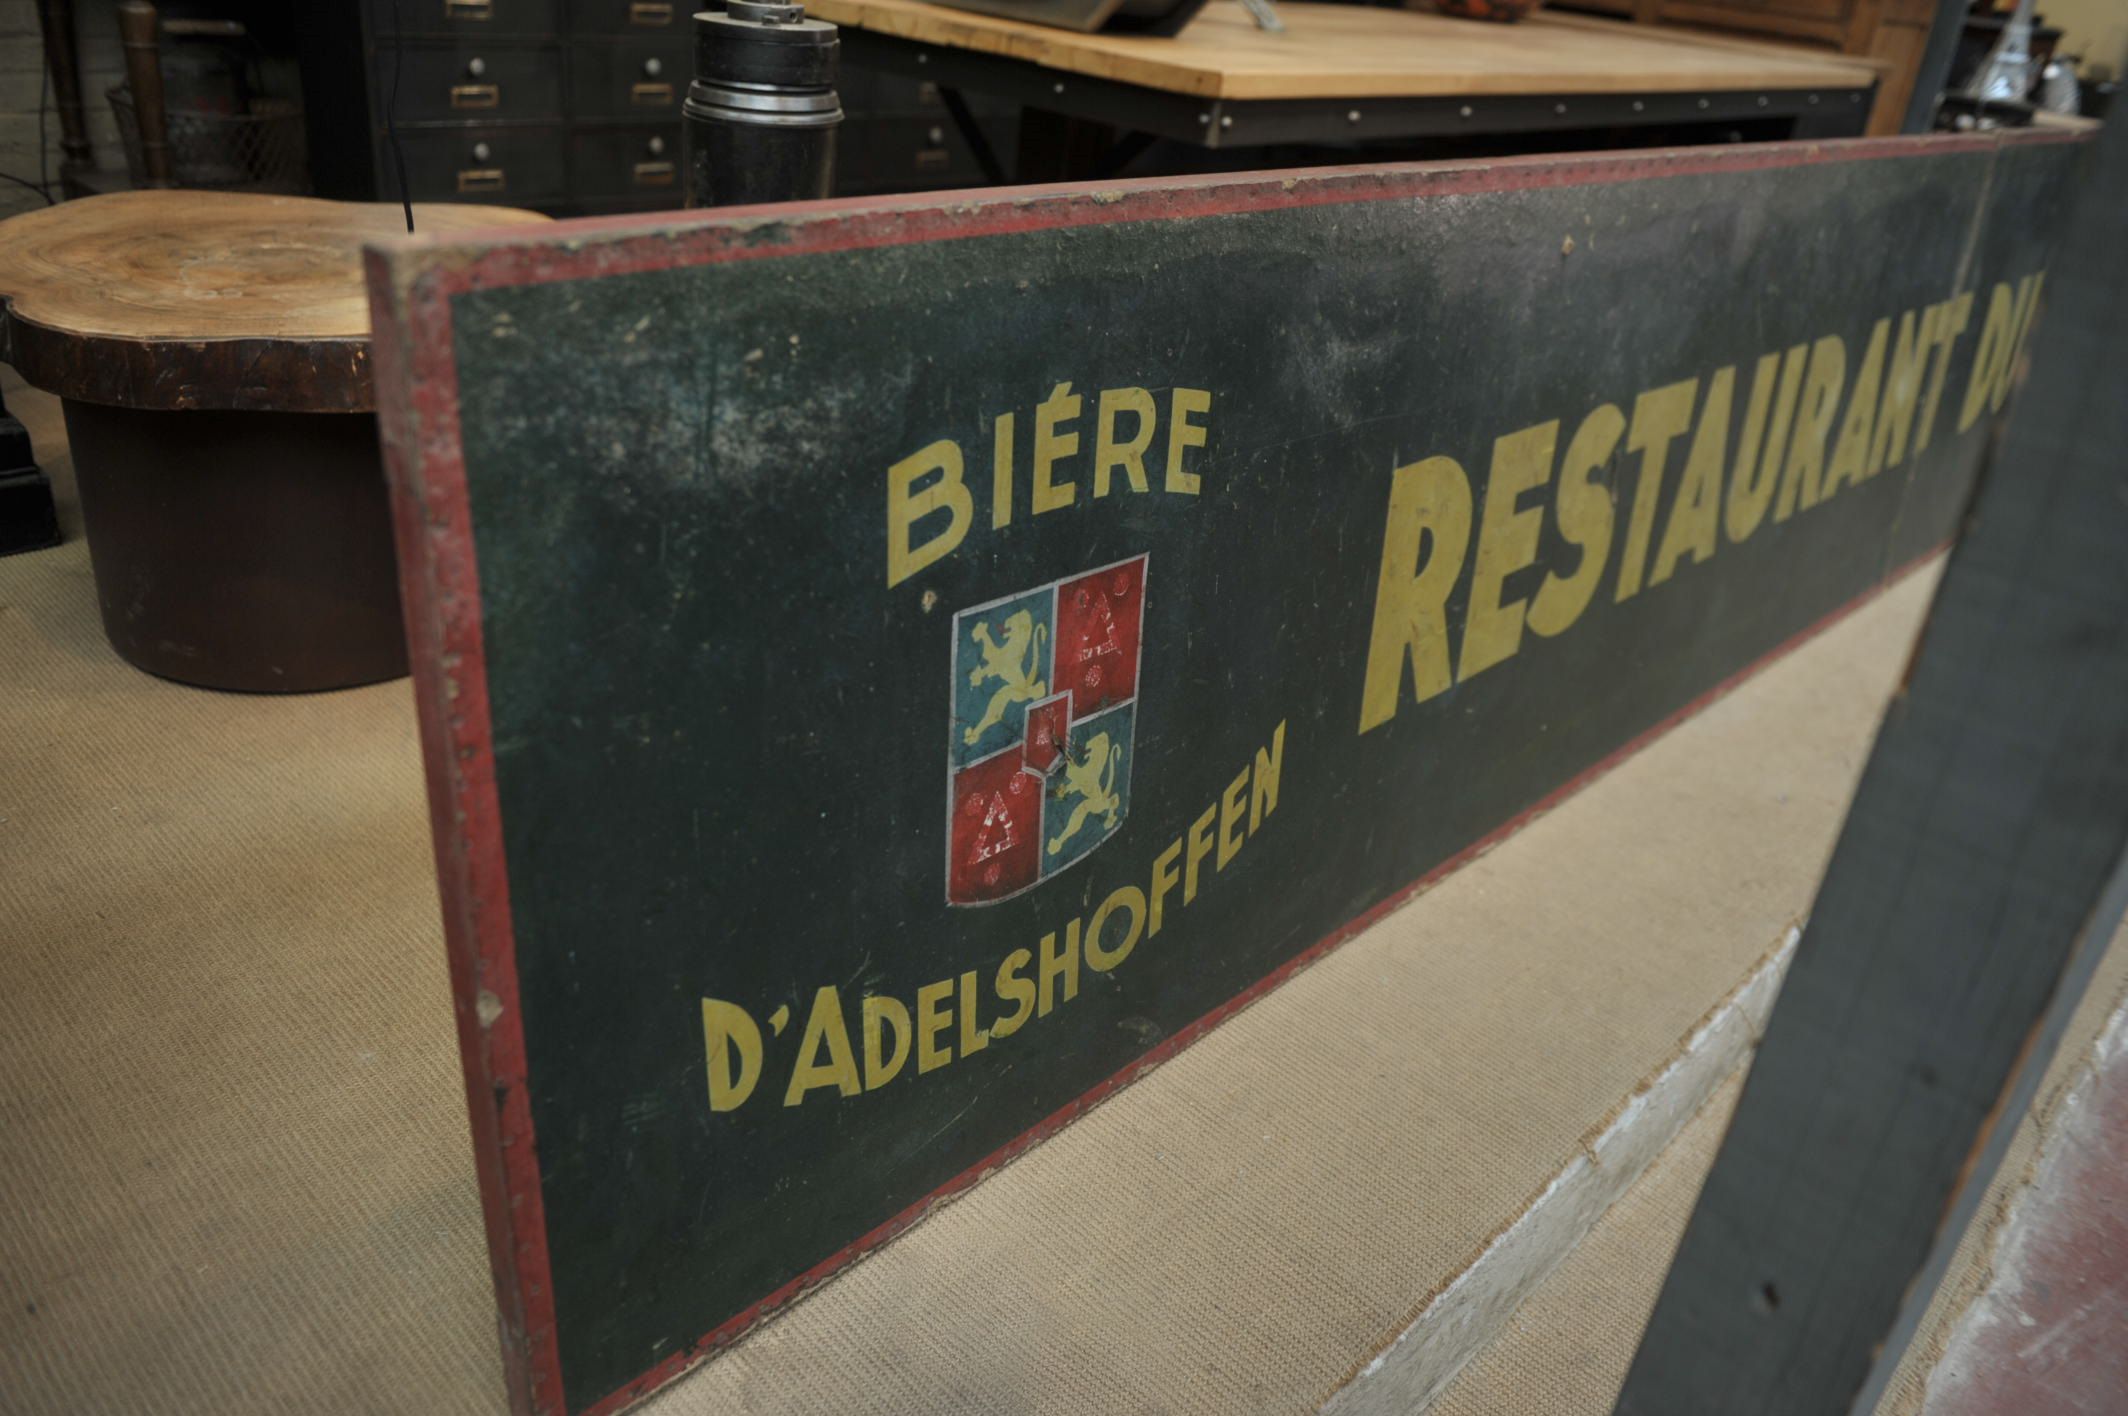 BIÉRE
D'ADELSHOFFEN
RESTAURANT DU